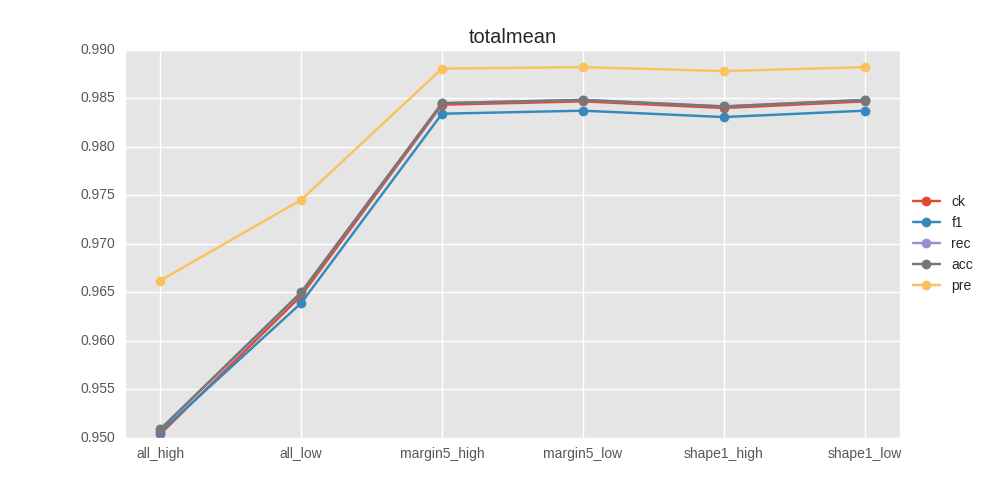 totalmean
0.990
0.985
0.980
0.975
0.970
0.965
0.960
0.955
0.950
all_high
all_low
margin5_high
margin5_low
shape1_high
shape1_low
ck
f1
rec
acc
pre